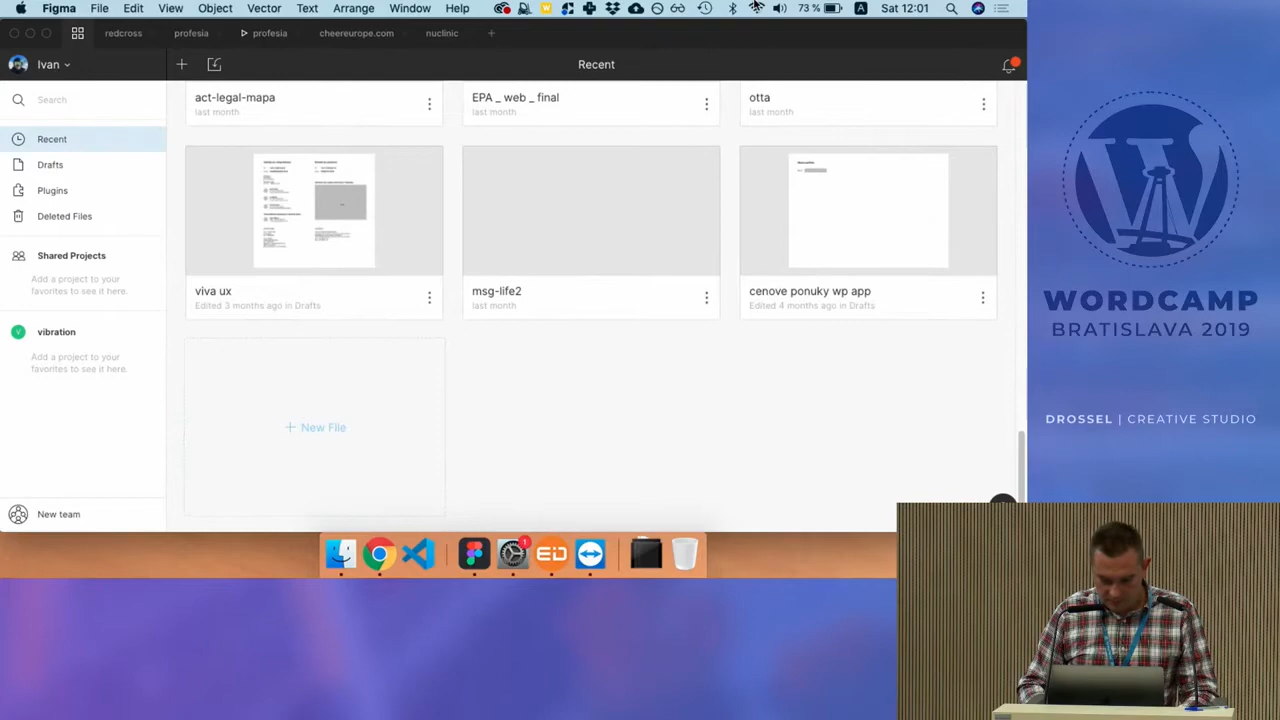 Figma File Edit View Object Vector Text Arrange Window Help 73 % A Sat 12:01
redcross profesia profesia cheereurope.com nuclinic
Ivan Recent
Search
Recent
Drafts
Plugins
Deleted Files
Shared Projects
Add a project to your
favorites to see it here.
V vibration
Add a project to your
favorites to see it here.
New team
act-legal-mapa
last month
EPA _ web _ final
last month
otta
last month
viva ux
Edited 3 months ago in Drafts
msg-life2
last month
cenove ponuky wp app
Edited 4 months ago in Drafts
+ New File
1
WORDCAMP
BRATISLAVA 2019
DROSSEL | CREATIVE STUDIO